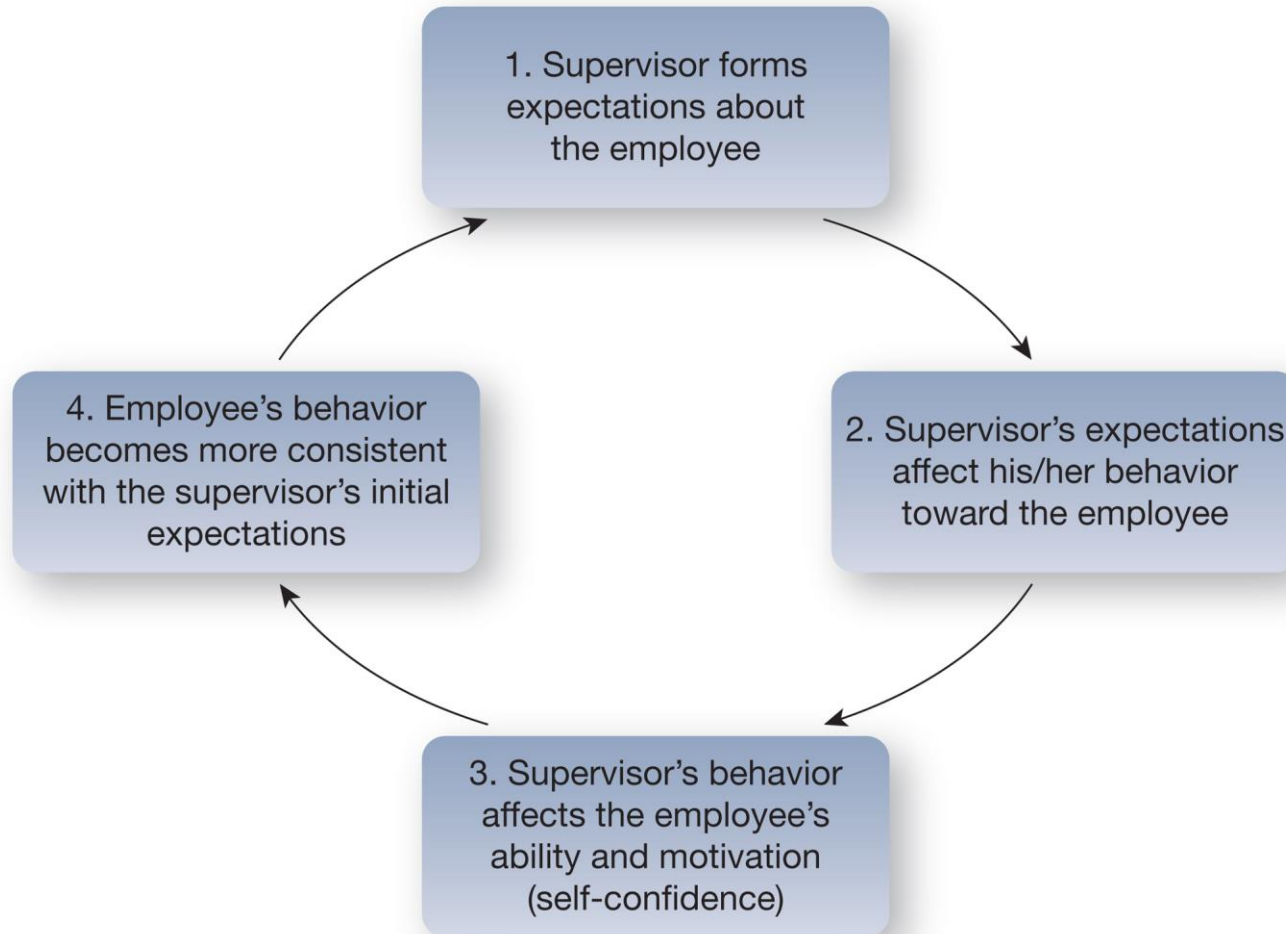 1. Supervisor forms
expectations about
the employee
2. Supervisor’s expectations
affect his/her behavior
toward the employee
3. Supervisor’s behavior
affects the employee’s
ability and motivation
(self-confidence)
4. Employee’s behavior
becomes more consistent
with the supervisor’s initial
expectations